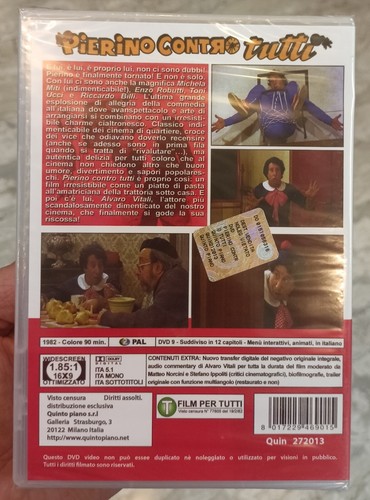 PIERINO CONTRO tutti
è lui, è proprio lui, non ci sono dubbi!
Pierino è finalmente tornato! E non è solo.
Con lui ci sono anche la magnifica Michela
Miti (indimenticabile!), Enzo Robutti, Toni
Ucci e Riccardo Billi. L'ultima grande
esplosione di allegria della commedia
all'italiana dove avanspettacolo e arte di
arrangiarsi si combinano con un irresisti-
bile charme cialtronesco. Classico indi-
menticabile dei cinema di quartiere, croce
dei vice che odiavano doverlo recensire
(anche se adesso sono in prima fila
quando si tratta di "rivalutare"...), ma
autentica delizia per tutti coloro che al
cinema non chiedono altro che buon
umore, divertimento e sapori popolare-
schi. Pierino contro tutti è proprio così: un
film irresistibile come un piatto di pasta
all'amatriciana della trattoria sotto casa. E
poi c'è lui, Alvaro Vitali, l'attore più
scandalosamente dimenticato del nostro
cinema, che finalmente si gode la sua
riscossa!
1982 - Colore 90 min.
PAL
DVD 9 - Suddiviso in 12 capitoli - Menù interattivi, animati, in italiano
WIDESCREEN
1.85:1
16X9
OTTIMIZZATO
DOLBY
DIGITAL
ITA 5.1
ITA MONO
ITA SOTTOTITOLI
CONTENUTI EXTRA: Nuovo transfer digitale del negativo originale integrale,
audio commentary di Alvaro Vitali per tutta la durata del film moderato da
Matteo Norcini e Stefano Ippoliti (critici cinematografici), biofilmografie, trailer
originale con funzione multiangolo (restaurato e non)
Visto censura Diritti assolti.
distribuzione esclusiva
Quinto piano s.r.l
Galleria Strasburgo, 3
20122 Milano Italia
http://www.quintopiano.net
T FILM PER TUTTI
8 017229 469015
Quin 272013
Questo DVD video non può essere duplicato né noleggiato o utilizzato per visioni in pubblico.
Tutti i diritti filmato sono riservati.